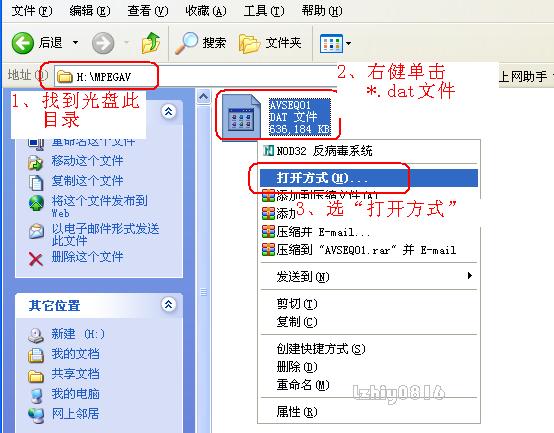 文件(F) 编辑(E) 查看(V) 收藏(A) 工具(T) 帮助(H)
后退 搜索 文件夹
地址(D) H:\MPEGAV 上网助手
1、找到光盘此
目录
2、右健单击
*.dat文件
重命名这个文件
移动这个文件
复制这个文件
将这个文件发布到
Web
以电子邮件形式发送
此文件
删除这个文件
其它位置
新建 (H:)
我的文档
共享文档
我的电脑
网上邻居
AVSEQ01
DAT 文件
636,184 KB
NOD32 反病毒系统
打开方式(H)...
添加到压缩文件(A)
添加
3、选“打开方式”
压缩并 E-mail...
压缩到 "AVSEQ01.rar" 并 E-mail
发送到(N)
剪切(T)
复制(C)
创建快捷方式(S)
删除(D)
重命名(M)
属性(R)
lzhiy0816